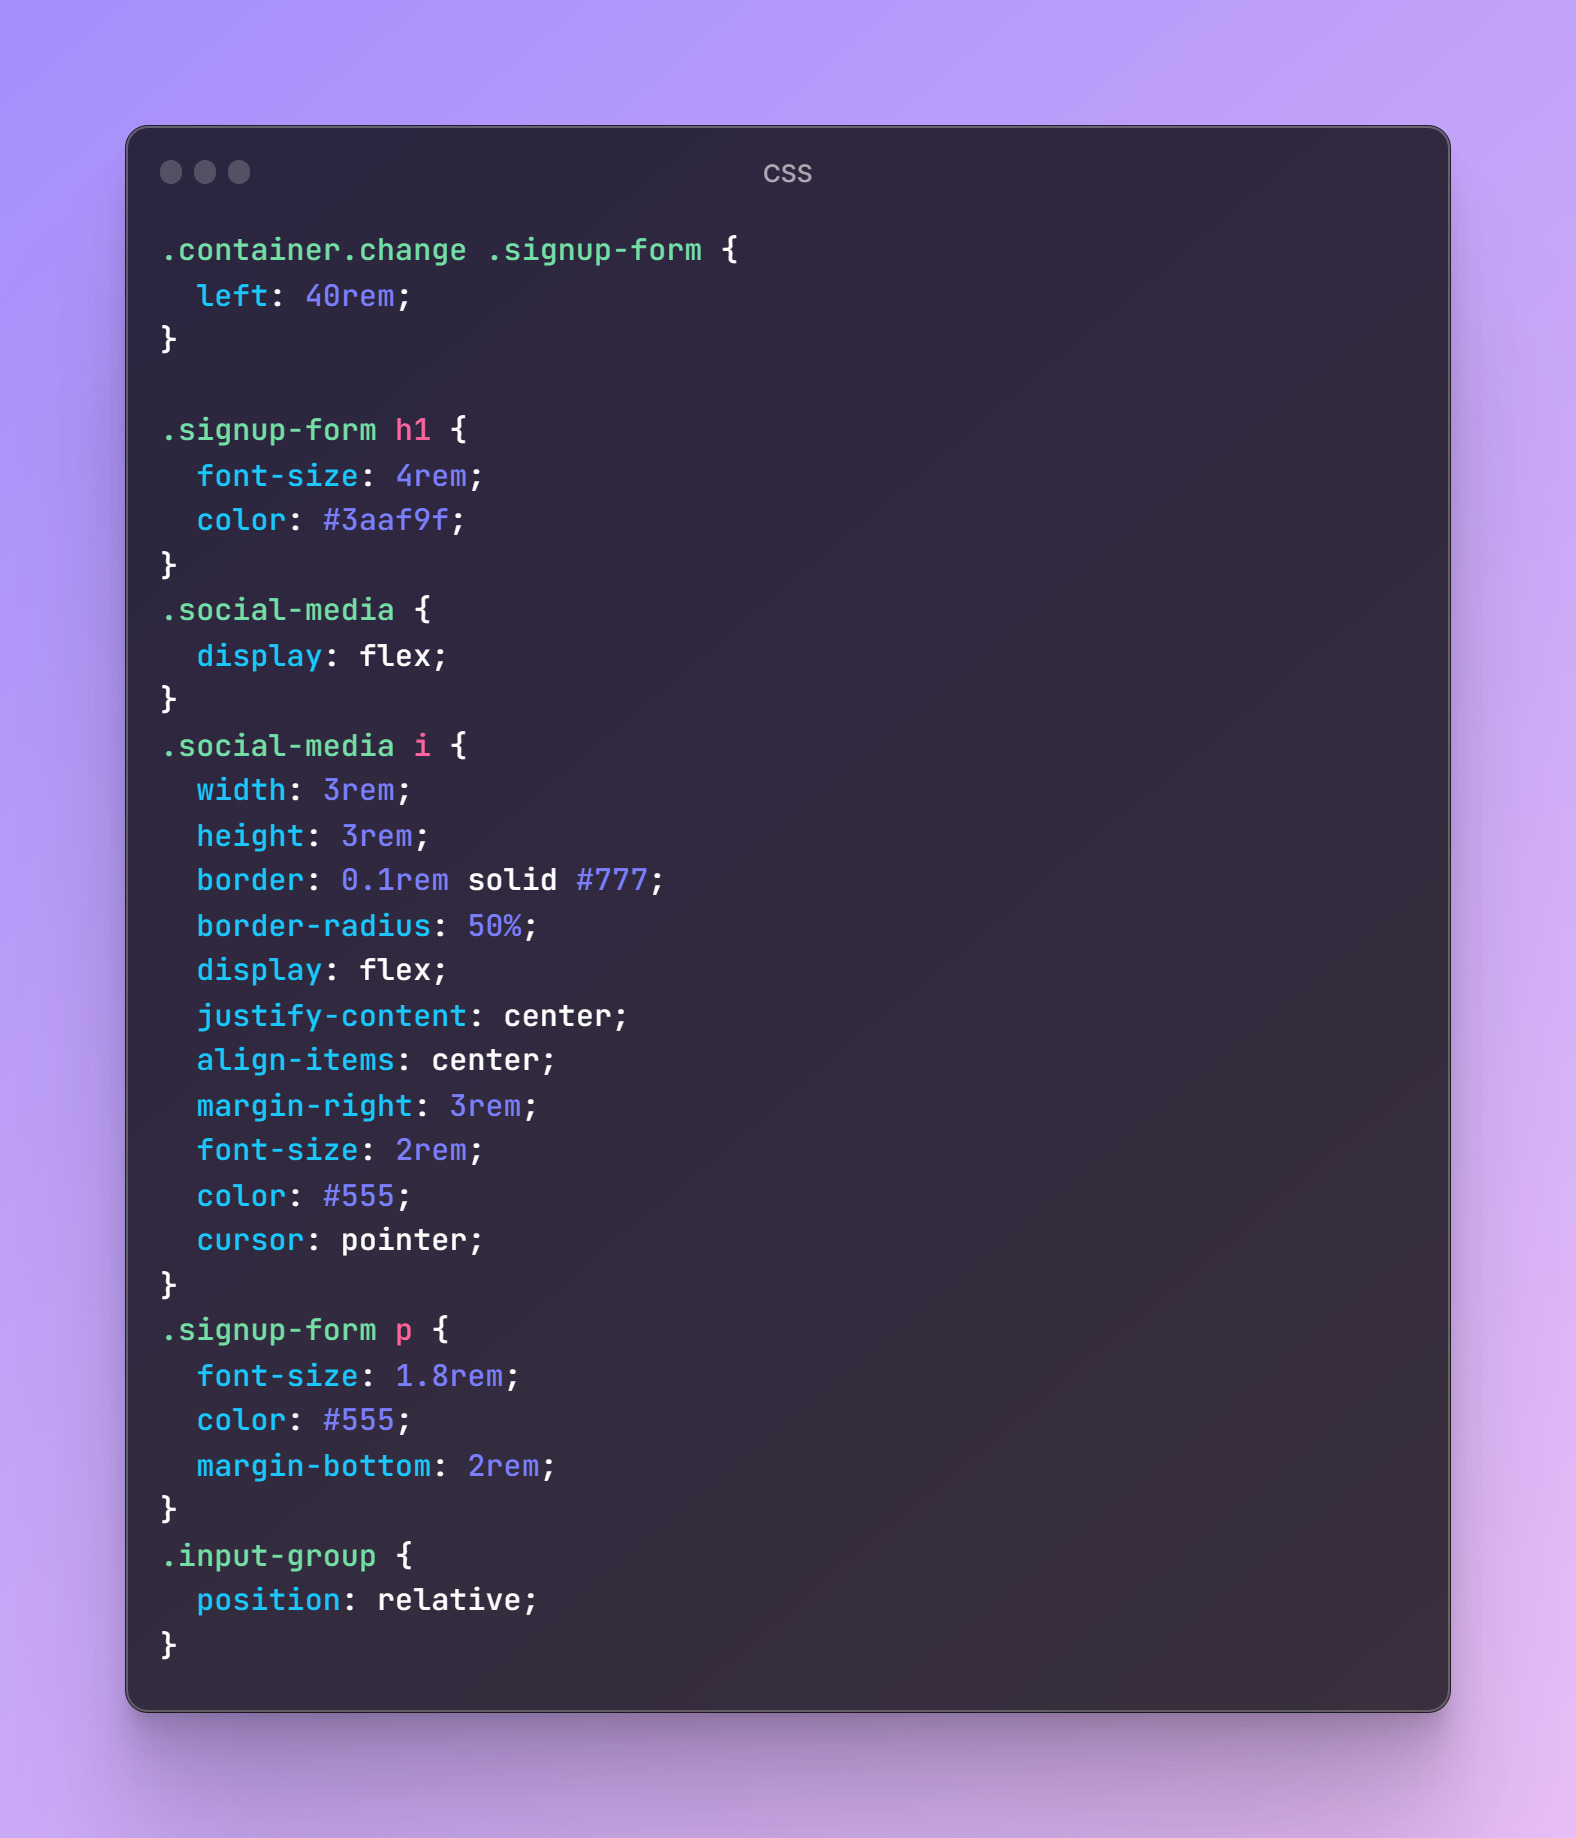 css
.container.change .signup-form {
  left: 40rem;
}

.signup-form h1 {
  font-size: 4rem;
  color: #3aaf9f;
}
.social-media {
  display: flex;
}
.social-media i {
  width: 3rem;
  height: 3rem;
  border: 0.1rem solid #777;
  border-radius: 50%;
  display: flex;
  justify-content: center;
  align-items: center;
  margin-right: 3rem;
  font-size: 2rem;
  color: #555;
  cursor: pointer;
}
.signup-form p {
  font-size: 1.8rem;
  color: #555;
  margin-bottom: 2rem;
}
.input-group {
  position: relative;
}